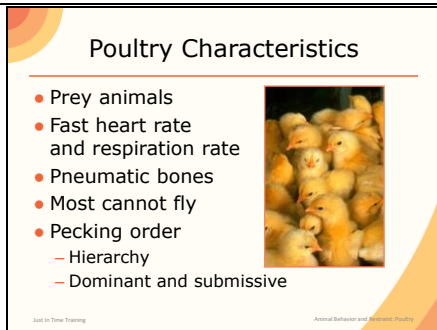 Poultry Characteristics
• Prey animals
• Fast heart rate
and respiration rate
• Pneumatic bones
• Most cannot fly
• Pecking order
– Hierarchy
– Dominant and submissive
Just In Time Training
Animal Behavior and Restraint: Poultry